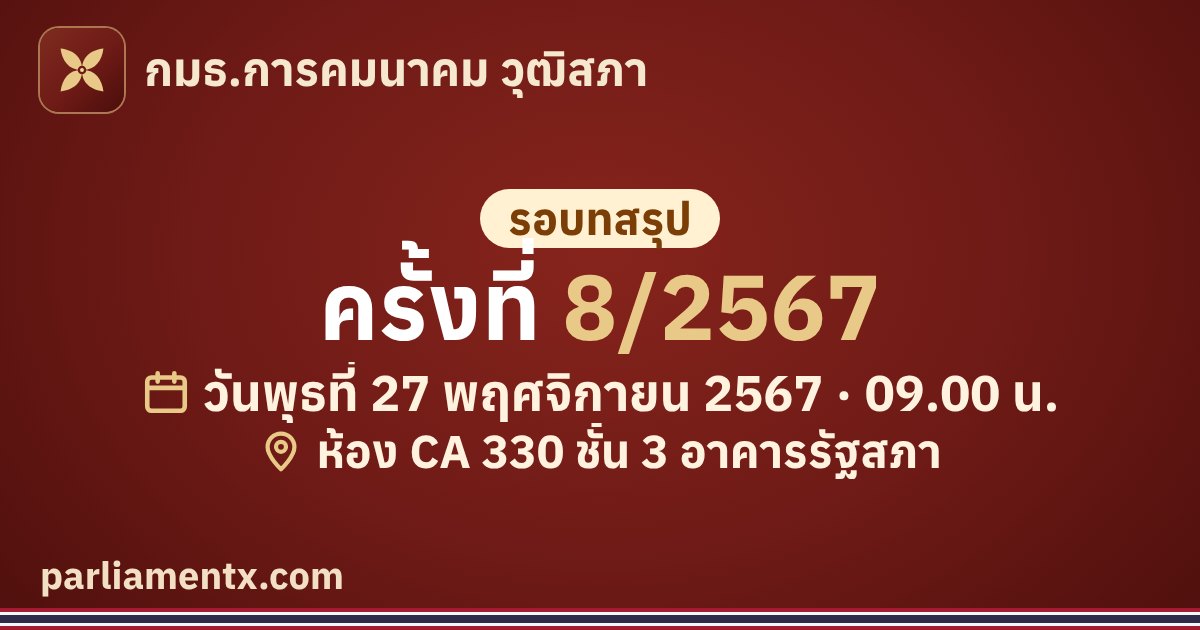 กมธ.การคมนาคม วุฒิสภา
รอบทสรุป
ครั้งที่ 8/2567
วันพุธที่ 27 พฤศจิกายน 2567 · 09.00 น.
ห้อง CA 330 ชั้น 3 อาคารรัฐสภา
parliamentx.com